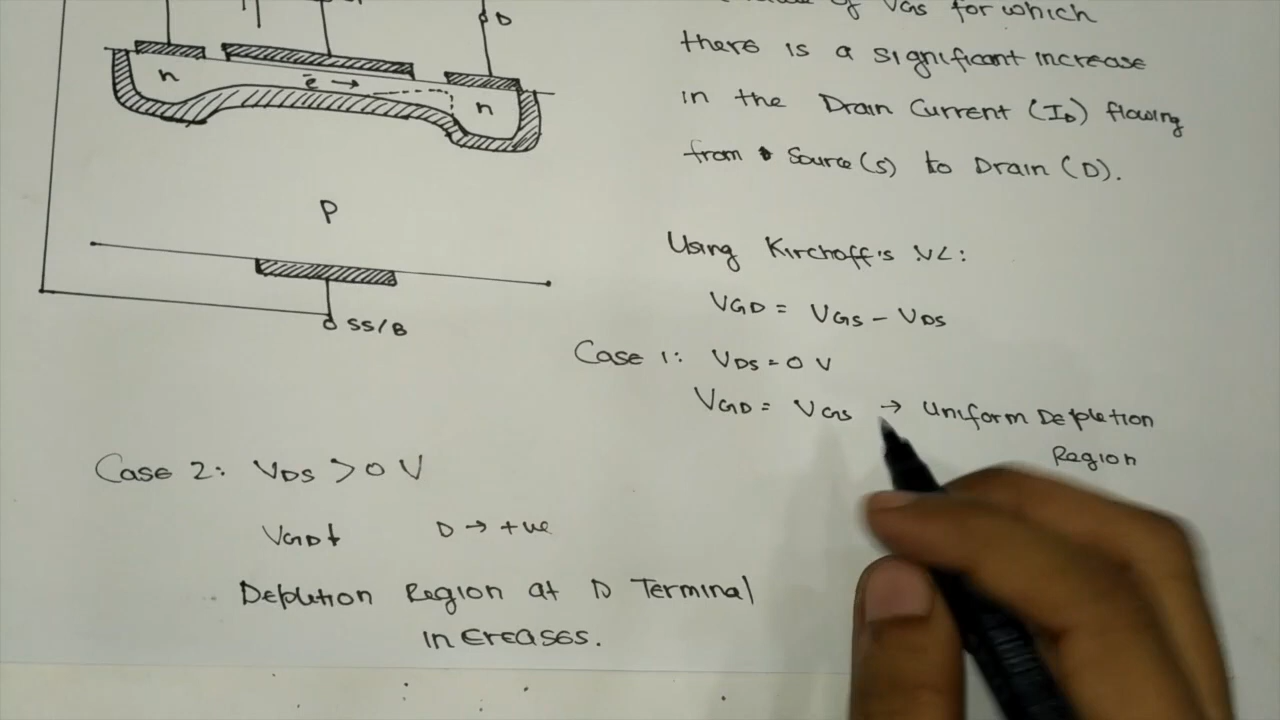 D
n
e →
n
P
SS/B
of VGS for which
there is a significant increase
in the Drain Current (ID) flowing
from Source(s) to Drain (D).
Using Kirchoff's VL:
VGD = VGS - VDS
Case 1: VDS = 0 V
VGD = VGS → Uniform Depletion
Region
Case 2: VDS > 0 V
VGD↓ D → +ve
Depletion Region at D Terminal
increases.